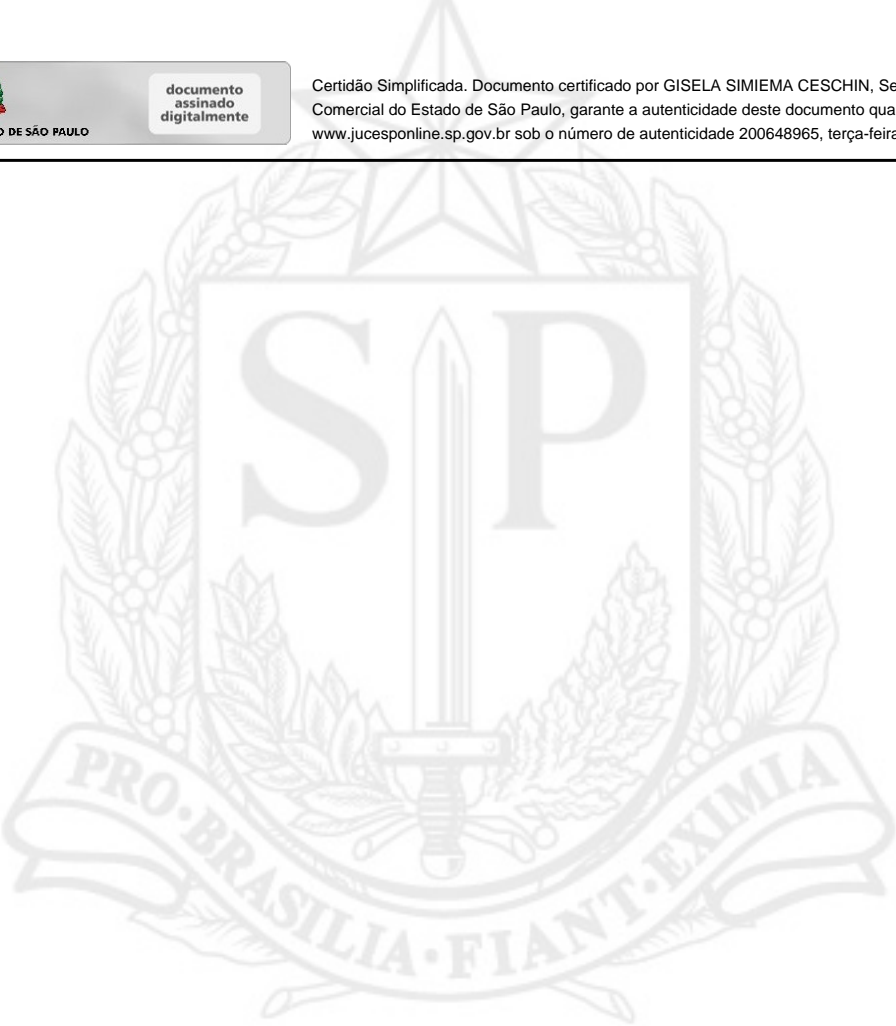 documento
assinado
digitalmente
DE SÃO PAULO
Certidão Simplificada. Documento certificado por GISELA SIMIEMA CESCHIN, Se
Comercial do Estado de São Paulo, garante a autenticidade deste documento qua
www.jucesponline.sp.gov.br sob o número de autenticidade 200648965, terça-feira
SP
PRO·BRASILIA·FIANT·EXIMIA